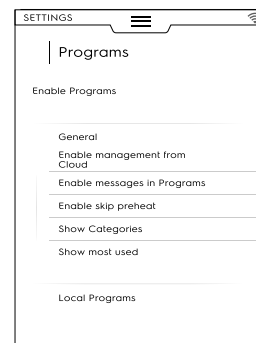 SETTINGS
Programs
Enable Programs
General
Enable management from
Cloud
Enable messages in Programs
Enable skip preheat
Show Categories
Show most used
Local Programs